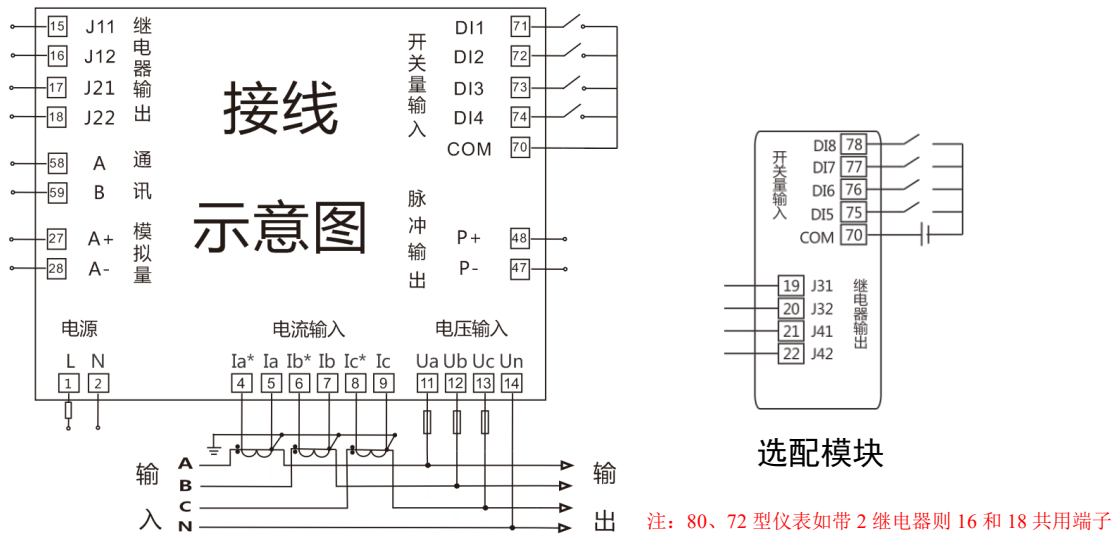 15 J11 继电器输出
16 J12
17 J21
18 J22
58 A 通讯
59 B
27 A+ 模拟量
28 A-
接线
示意图
开关量输入
DI1 71
DI2 72
DI3 73
DI4 74
COM 70
脉冲输出
P+ 48
P- 47
电源
L N
1 2
电流输入
Ia* Ia Ib* Ib Ic* Ic
4 5 6 7 8 9
电压输入
Ua Ub Uc Un
11 12 13 14
输入
A
B
C
N
输出
开关量输入
DI8 78
DI7 77
DI6 76
DI5 75
COM 70
19 J31 继电器输出
20 J32
21 J41
22 J42
选配模块
注：80、72 型仪表如带 2 继电器则 16 和 18 共用端子